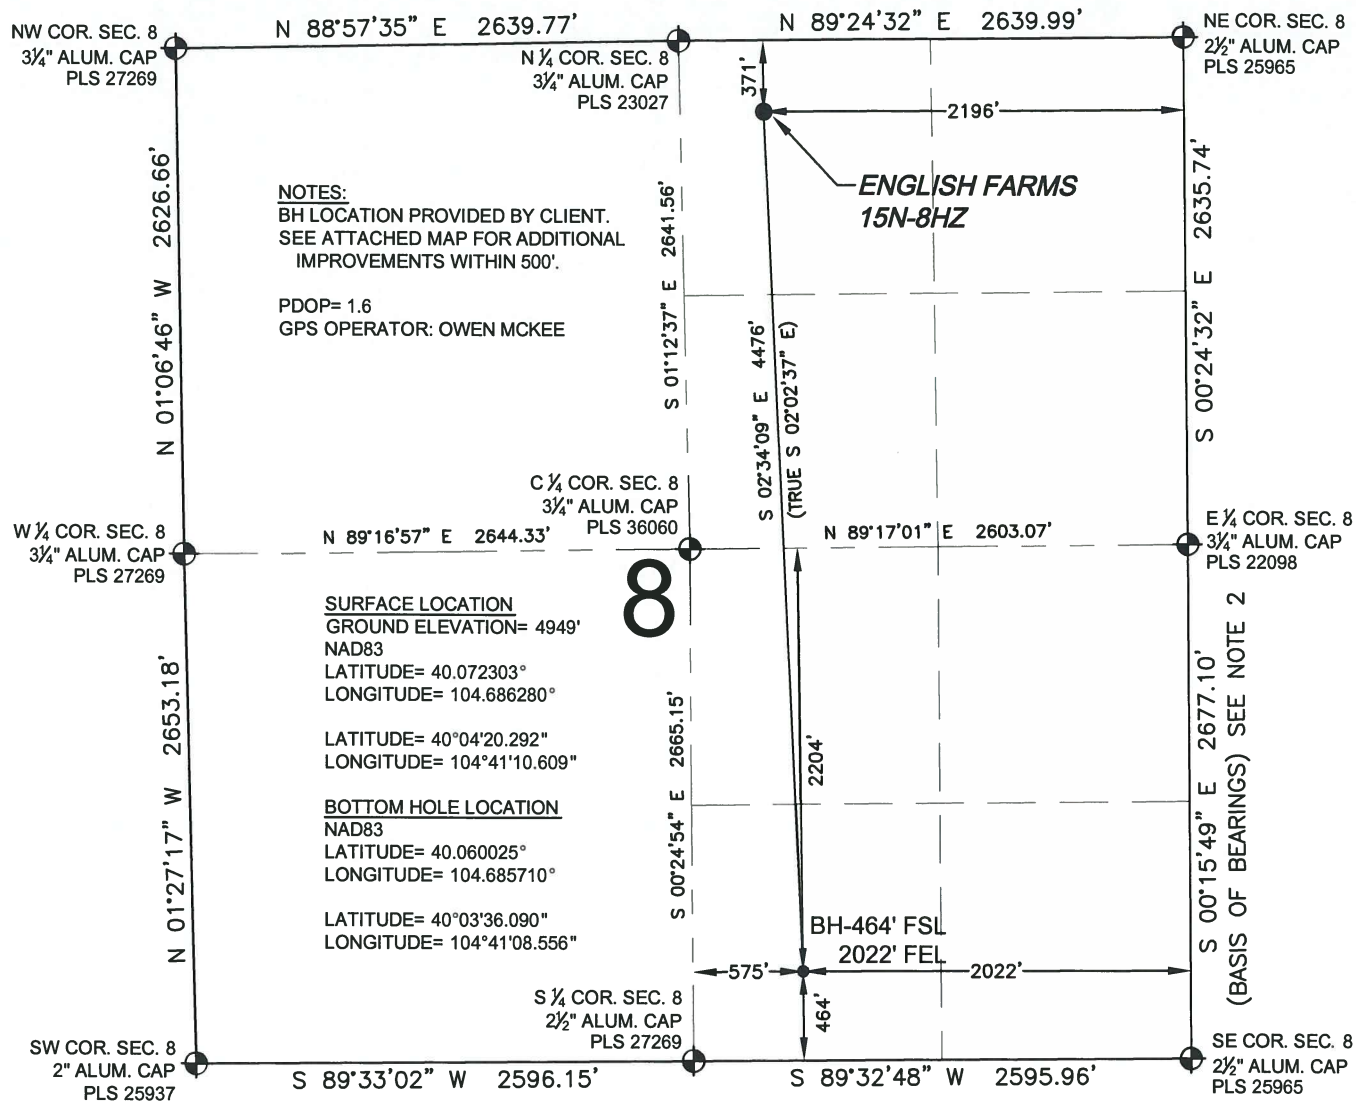 N 88°57'35" E 2639.77'
N 89°24'32" E 2639.99'
NW COR. SEC. 8
3¼" ALUM. CAP
PLS 27269
N ¼ COR. SEC. 8
3¼" ALUM. CAP
PLS 23027
NE COR. SEC. 8
2½" ALUM. CAP
PLS 25965
371'
2196'
ENGLISH FARMS
15N-8HZ
N 01°06'46" W 2626.66'
NOTES:
BH LOCATION PROVIDED BY CLIENT.
SEE ATTACHED MAP FOR ADDITIONAL
IMPROVEMENTS WITHIN 500'.
PDOP= 1.6
GPS OPERATOR: OWEN MCKEE
S 01°12'37" E 2641.56'
S 02°34'09" E 4476'
(TRUE S 02°02'37" E)
S 00°24'32" E 2635.74'
C ¼ COR. SEC. 8
3¼" ALUM. CAP
PLS 36060
W ¼ COR. SEC. 8
3¼" ALUM. CAP
PLS 27269
N 89°16'57" E 2644.33'
N 89°17'01" E 2603.07'
E ¼ COR. SEC. 8
3¼" ALUM. CAP
PLS 22098
8
SURFACE LOCATION
GROUND ELEVATION= 4949'
NAD83
LATITUDE= 40.072303°
LONGITUDE= 104.686280°
LATITUDE= 40°04'20.292"
LONGITUDE= 104°41'10.609"
BOTTOM HOLE LOCATION
NAD83
LATITUDE= 40.060025°
LONGITUDE= 104.685710°
LATITUDE= 40°03'36.090"
LONGITUDE= 104°41'08.556"
N 01°27'17" W 2653.18'
S 00°24'54" E 2665.15'
2204'
S 00°15'49" E 2677.10'
(BASIS OF BEARINGS) SEE NOTE 2
BH-464' FSL
2022' FEL
575'
2022'
464'
S ¼ COR. SEC. 8
2½" ALUM. CAP
PLS 27269
SW COR. SEC. 8
2" ALUM. CAP
PLS 25937
SE COR. SEC. 8
2½" ALUM. CAP
PLS 25965
S 89°33'02" W 2596.15'
S 89°32'48" W 2595.96'